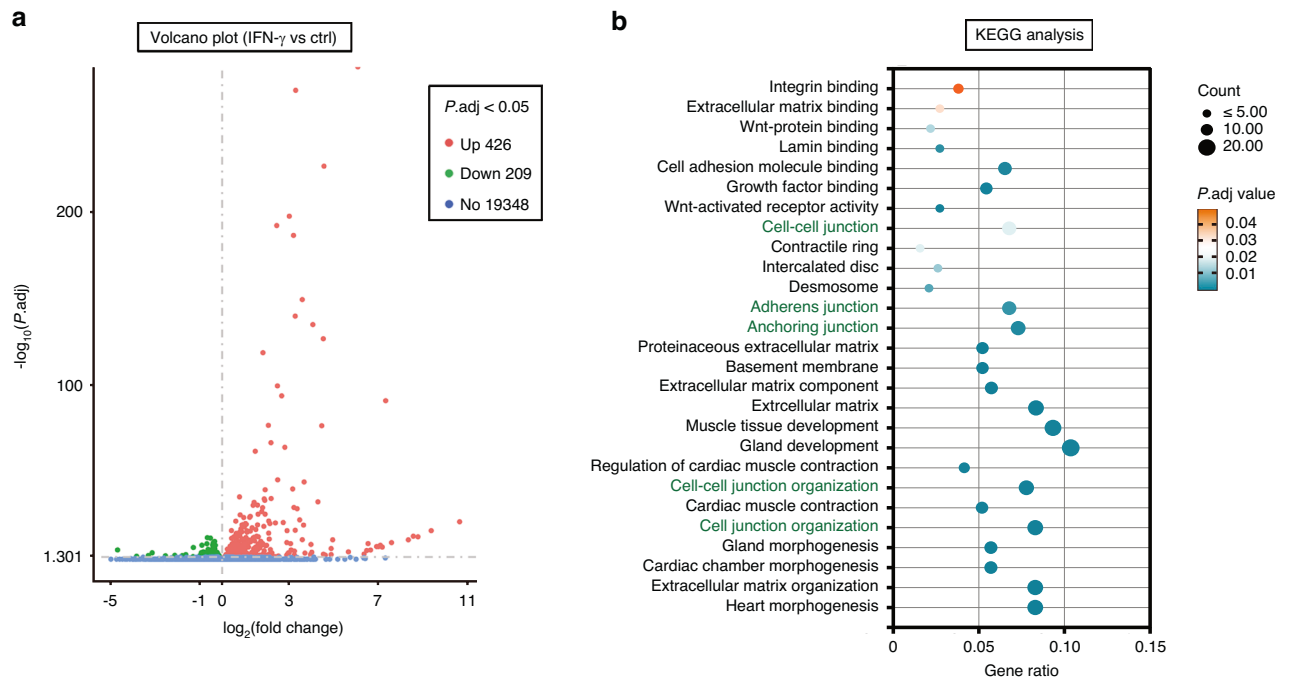 a
Volcano plot (IFN-γ vs ctrl)
P.adj < 0.05
Up 426
Down 209
No 19348
-log10(P.adj)
200
100
1.301
-5 -1 0 3 7 11
log2(fold change)
b
KEGG analysis
Integrin binding
Extracellular matrix binding
Wnt-protein binding
Lamin binding
Cell adhesion molecule binding
Growth factor binding
Wnt-activated receptor activity
Cell-cell junction
Contractile ring
Intercalated disc
Desmosome
Adherens junction
Anchoring junction
Proteinaceous extracellular matrix
Basement membrane
Extracellular matrix component
Extrcellular matrix
Muscle tissue development
Gland development
Regulation of cardiac muscle contraction
Cell-cell junction organization
Cardiac muscle contraction
Cell junction organization
Gland morphogenesis
Cardiac chamber morphogenesis
Extracellular matrix organization
Heart morphogenesis
0 0.05 0.10 0.15
Gene ratio
Count
≤ 5.00
10.00
20.00
P.adj value
0.04
0.03
0.02
0.01